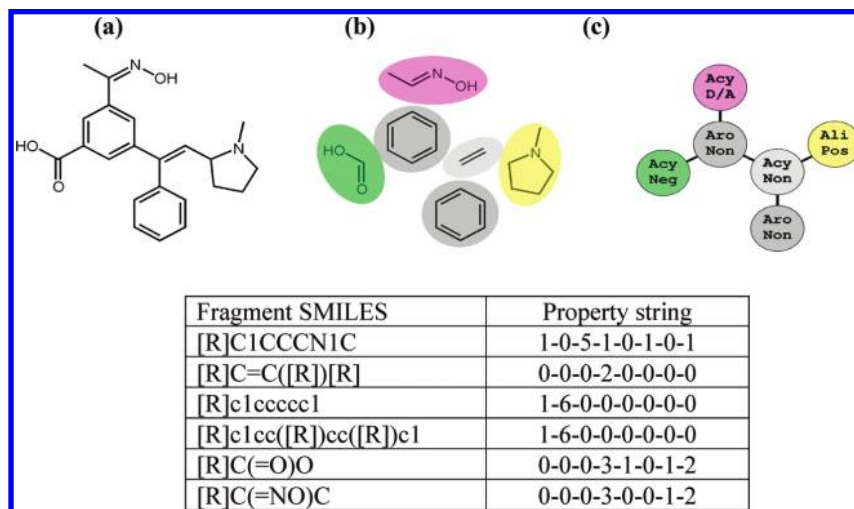 (a)
(b)
(c)
N
OH
HO
O
N
N
OH
HO
O
N
Acy
D/A
Aro
Non
Ali
Pos
Acy
Neg
Acy
Non
Aro
Non
Fragment SMILES Property string
[R]C1CCCN1C 1-0-5-1-0-1-0-1
[R]C=C([R])[R] 0-0-0-2-0-0-0-0
[R]c1ccccc1 1-6-0-0-0-0-0-0
[R]c1cc([R])cc([R])c1 1-6-0-0-0-0-0-0
[R]C(=O)O 0-0-0-3-1-0-1-2
[R]C(=NO)C 0-0-0-3-0-0-1-2